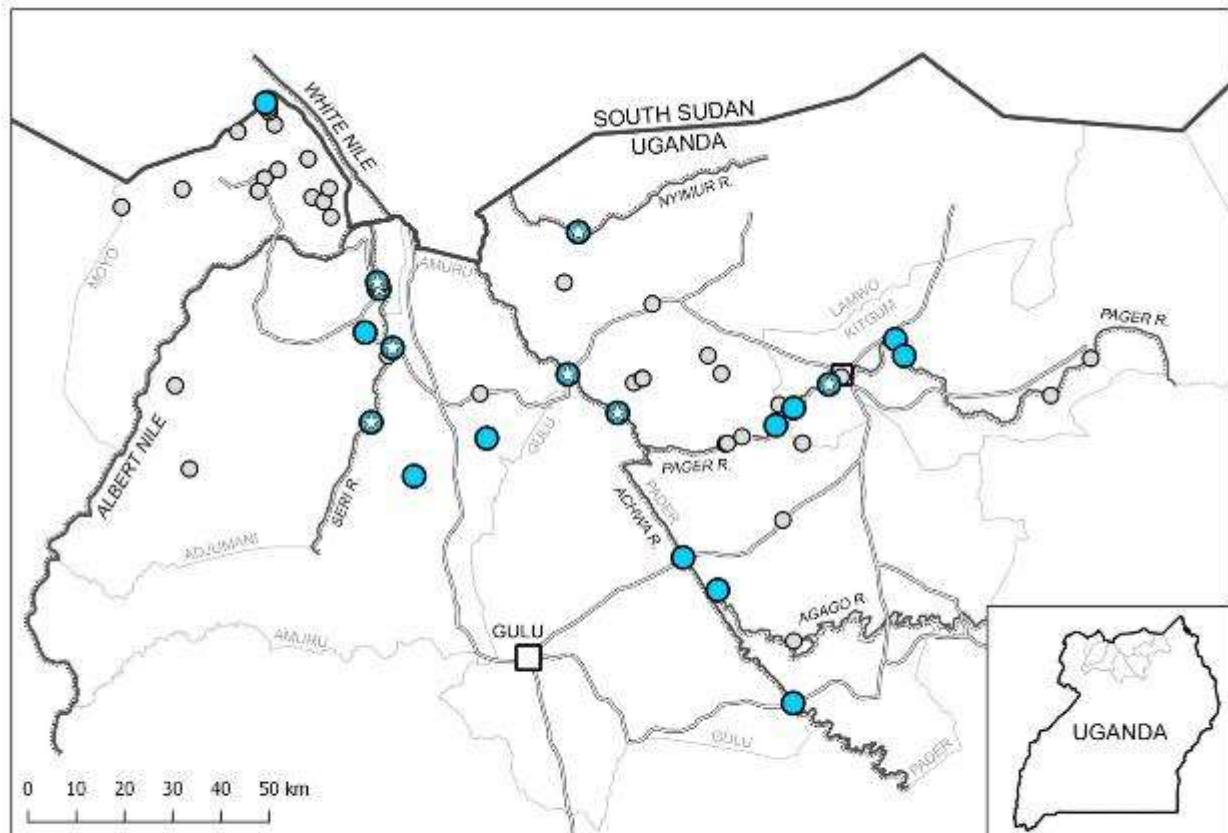 WHITE NILE
SOUTH SUDAN
UGANDA
NYIMUR R.
MOYO
AMURU
LAMWO
KITGUM
PAGER R.
ALBERT NILE
GULU
SERI R.
PAGER R.
PADER
ACHWA R.
ADJUMANI
AGAGO R.
AMURU
GULU
GULU
PADER
UGANDA
0 10 20 30 40 50 km